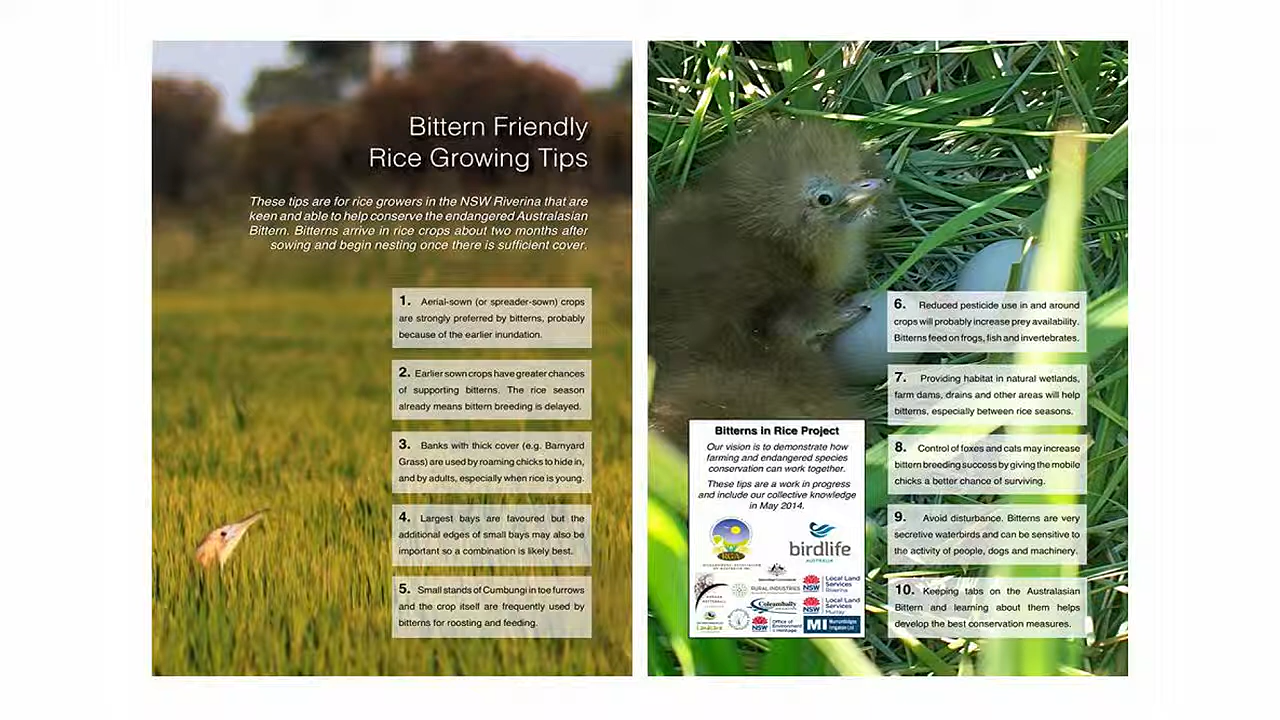 Bittern Friendly
Rice Growing Tips
These tips are for rice growers in the NSW Riverina that are
keen and able to help conserve the endangered Australasian
Bittern. Bitterns arrive in rice crops about two months after
sowing and begin nesting once there is sufficient cover.
1. Aerial-sown (or spreader-sown) crops
are strongly preferred by bitterns, probably
because of the earlier inundation.
2. Earlier sown crops have greater chances
of supporting bitterns. The rice season
already means bittern breeding is delayed.
3. Banks with thick cover (e.g. Barnyard
Grass) are used by roaming chicks to hide in,
and by adults, especially when rice is young.
4. Largest bays are favoured but the
additional edges of small bays may also be
important so a combination is likely best.
5. Small stands of Cumbungi in toe furrows
and the crop itself are frequently used by
bitterns for roosting and feeding.
6. Reduced pesticide use in and around
crops will probably increase prey availability.
Bitterns feed on frogs, fish and invertebrates.
7. Providing habitat in natural wetlands,
farm dams, drains and other areas will help
bitterns, especially between rice seasons.
8. Control of foxes and cats may increase
bittern breeding success by giving the mobile
chicks a better chance of surviving.
9. Avoid disturbance. Bitterns are very
secretive waterbirds and can be sensitive to
the activity of people, dogs and machinery.
10. Keeping tabs on the Australasian
Bittern and learning about them helps
develop the best conservation measures.
Bitterns in Rice Project
Our vision is to demonstrate how
farming and endangered species
conservation can work together.
These tips are a work in progress
and include our collective knowledge
in May 2014.
RGA
birdlife
AUSTRALIA
RURAL INDUSTRIES
NSW
Local Land
Services
Riverina
Coleambally
NSW
Local Land
Services
Murray
NSW
Office of
Environment
& Heritage
MI
Murrumbidgee
Irrigation Ltd